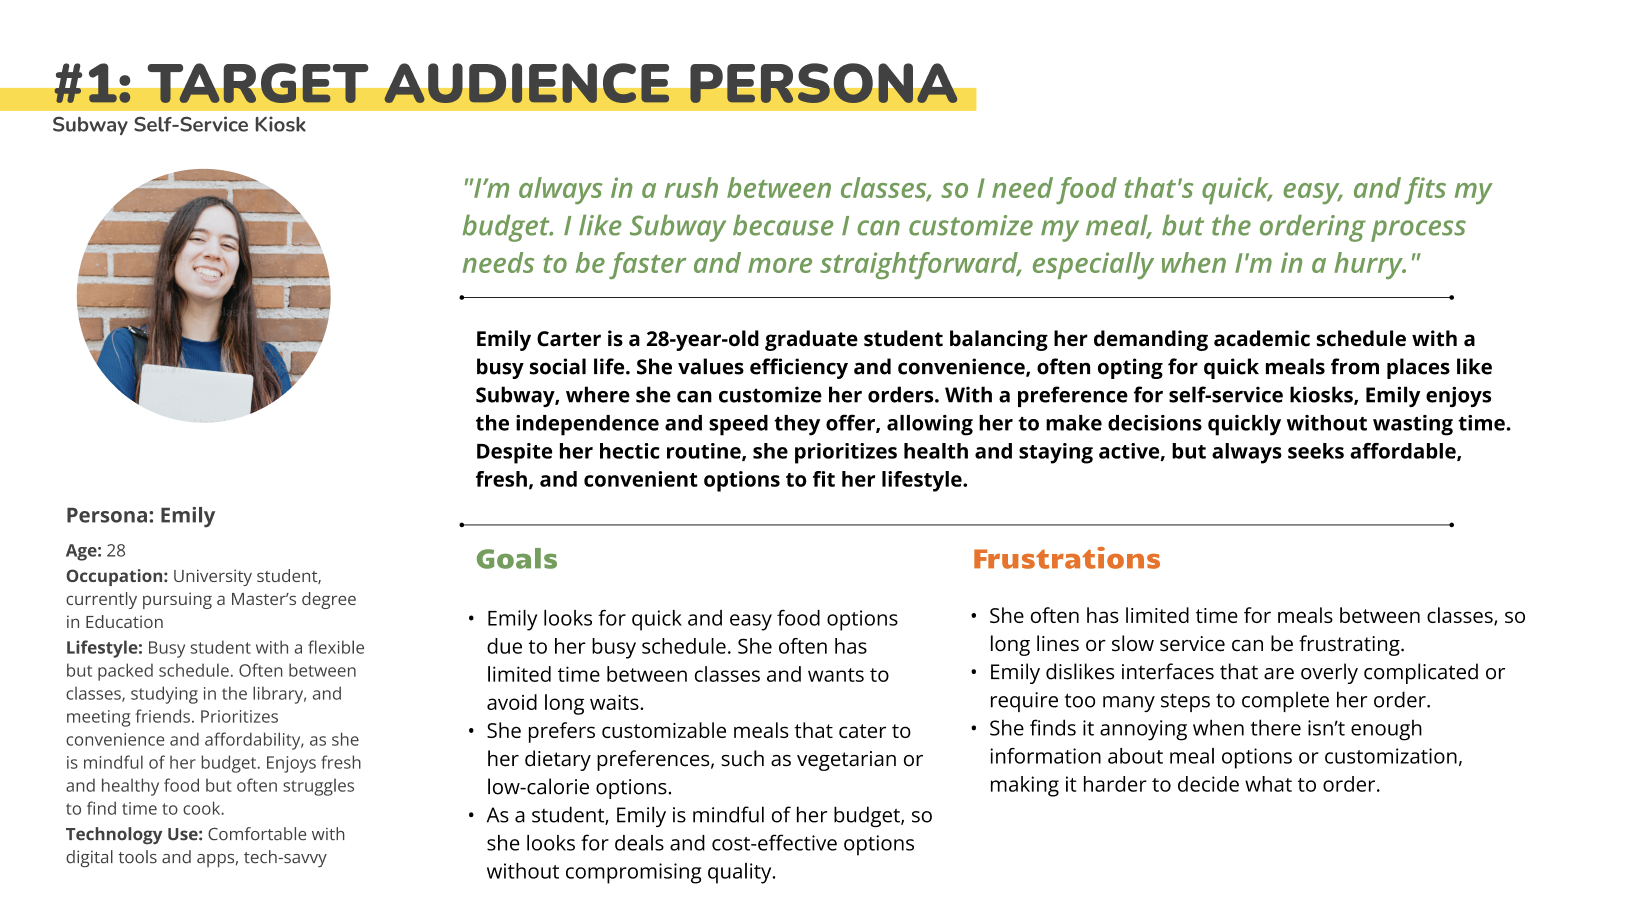 #1: TARGET AUDIENCE PERSONA
Subway Self-Service Kiosk
"I’m always in a rush between classes, so I need food that's quick, easy, and fits my
budget. I like Subway because I can customize my meal, but the ordering process
needs to be faster and more straightforward, especially when I'm in a hurry."
Emily Carter is a 28-year-old graduate student balancing her demanding academic schedule with a
busy social life. She values efficiency and convenience, often opting for quick meals from places like
Subway, where she can customize her orders. With a preference for self-service kiosks, Emily enjoys
the independence and speed they offer, allowing her to make decisions quickly without wasting time.
Despite her hectic routine, she prioritizes health and staying active, but always seeks affordable,
fresh, and convenient options to fit her lifestyle.
Persona: Emily
Age: 28
Occupation: University student,
currently pursuing a Master’s degree
in Education
Lifestyle: Busy student with a flexible
but packed schedule. Often between
classes, studying in the library, and
meeting friends. Prioritizes
convenience and affordability, as she
is mindful of her budget. Enjoys fresh
and healthy food but often struggles
to find time to cook.
Technology Use: Comfortable with
digital tools and apps, tech-savvy
Goals
• Emily looks for quick and easy food options
due to her busy schedule. She often has
limited time between classes and wants to
avoid long waits.
• She prefers customizable meals that cater to
her dietary preferences, such as vegetarian or
low-calorie options.
• As a student, Emily is mindful of her budget, so
she looks for deals and cost-effective options
without compromising quality.
Frustrations
• She often has limited time for meals between classes, so
long lines or slow service can be frustrating.
• Emily dislikes interfaces that are overly complicated or
require too many steps to complete her order.
• She finds it annoying when there isn’t enough
information about meal options or customization,
making it harder to decide what to order.